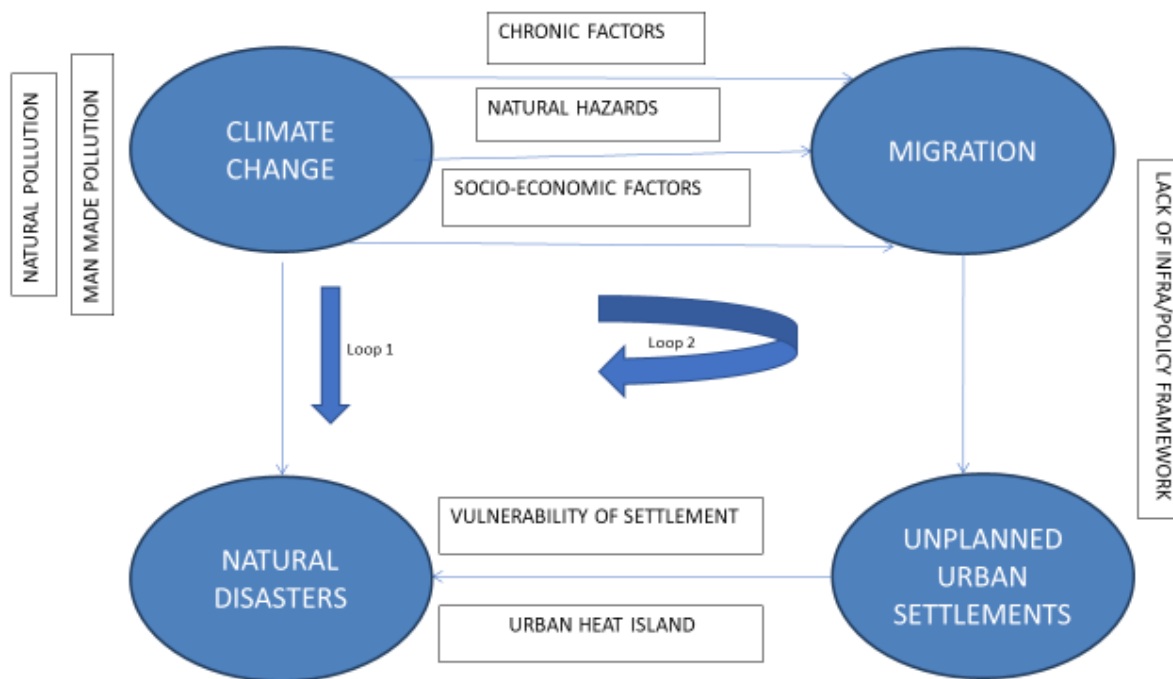 CHRONIC FACTORS
NATURAL POLLUTION
MAN MADE POLLUTION
CLIMATE
CHANGE
NATURAL HAZARDS
MIGRATION
SOCIO-ECONOMIC FACTORS
LACK OF INFRA/POLICY FRAMEWORK
Loop 1
Loop 2
VULNERABILITY OF SETTLEMENT
NATURAL
DISASTERS
UNPLANNED
URBAN
SETTLEMENTS
URBAN HEAT ISLAND